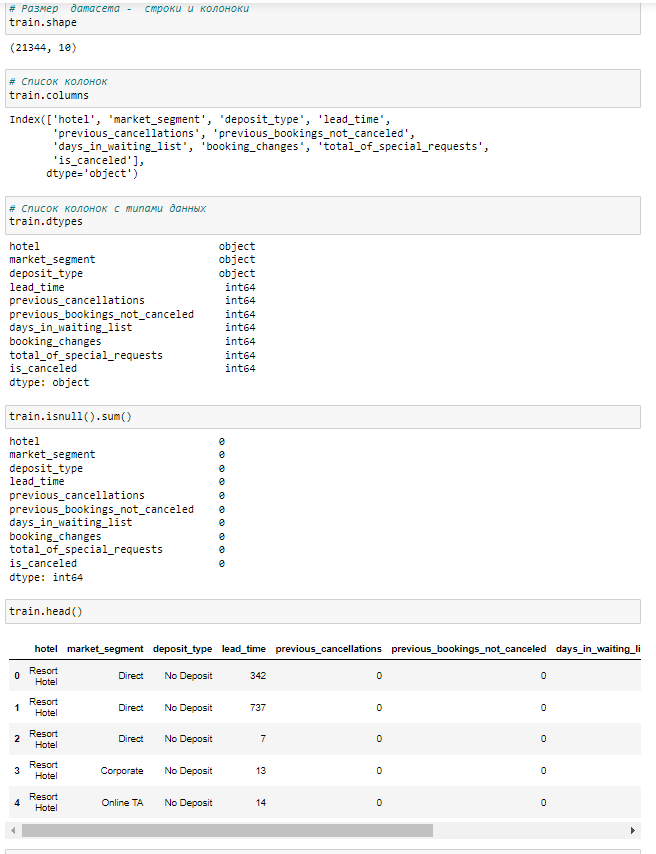 # Размер датасета - строки и колонки
train.shape
(21344, 10)
# Список колонок
train.columns
Index(['hotel', 'market_segment', 'deposit_type', 'lead_time',
'previous_cancellations', 'previous_bookings_not_canceled',
'days_in_waiting_list', 'booking_changes', 'total_of_special_requests',
'is_canceled'],
dtype='object')
# Список колонок с типами данных
train.dtypes
hotel object
market_segment object
deposit_type object
lead_time int64
previous_cancellations int64
previous_bookings_not_canceled int64
days_in_waiting_list int64
booking_changes int64
total_of_special_requests int64
is_canceled int64
dtype: object
train.isnull().sum()
hotel 0
market_segment 0
deposit_type 0
lead_time 0
previous_cancellations 0
previous_bookings_not_canceled 0
days_in_waiting_list 0
booking_changes 0
total_of_special_requests 0
is_canceled 0
dtype: int64
train.head()
hotel market_segment deposit_type lead_time previous_cancellations previous_bookings_not_canceled days_in_waiting_li
0 Resort Hotel Direct No Deposit 342 0 0
1 Resort Hotel Direct No Deposit 737 0 0
2 Resort Hotel Direct No Deposit 7 0 0
3 Resort Hotel Corporate No Deposit 13 0 0
4 Resort Hotel Online TA No Deposit 14 0 0